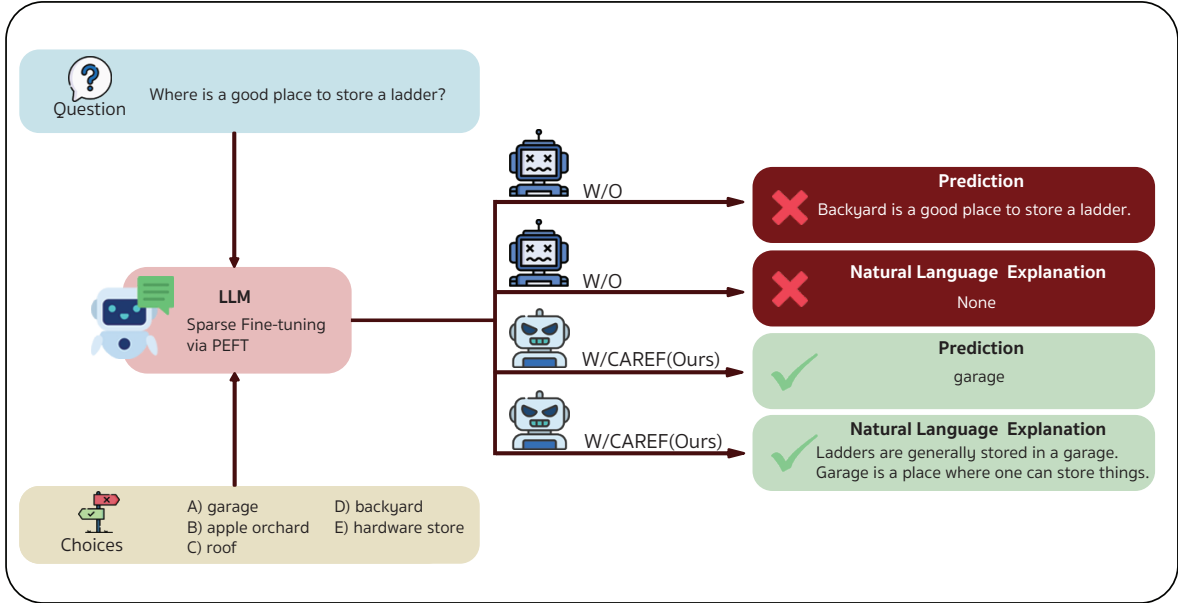 Question
Where is a good place to store a ladder?
LLM
Sparse Fine-tuning
via PEFT
Choices
A) garage
B) apple orchard
C) roof
D) backyard
E) hardware store
W/O
Prediction
Backyard is a good place to store a ladder.
W/O
Natural Language Explanation
None
W/CAREF(Ours)
Prediction
garage
W/CAREF(Ours)
Natural Language Explanation
Ladders are generally stored in a garage.
Garage is a place where one can store things.